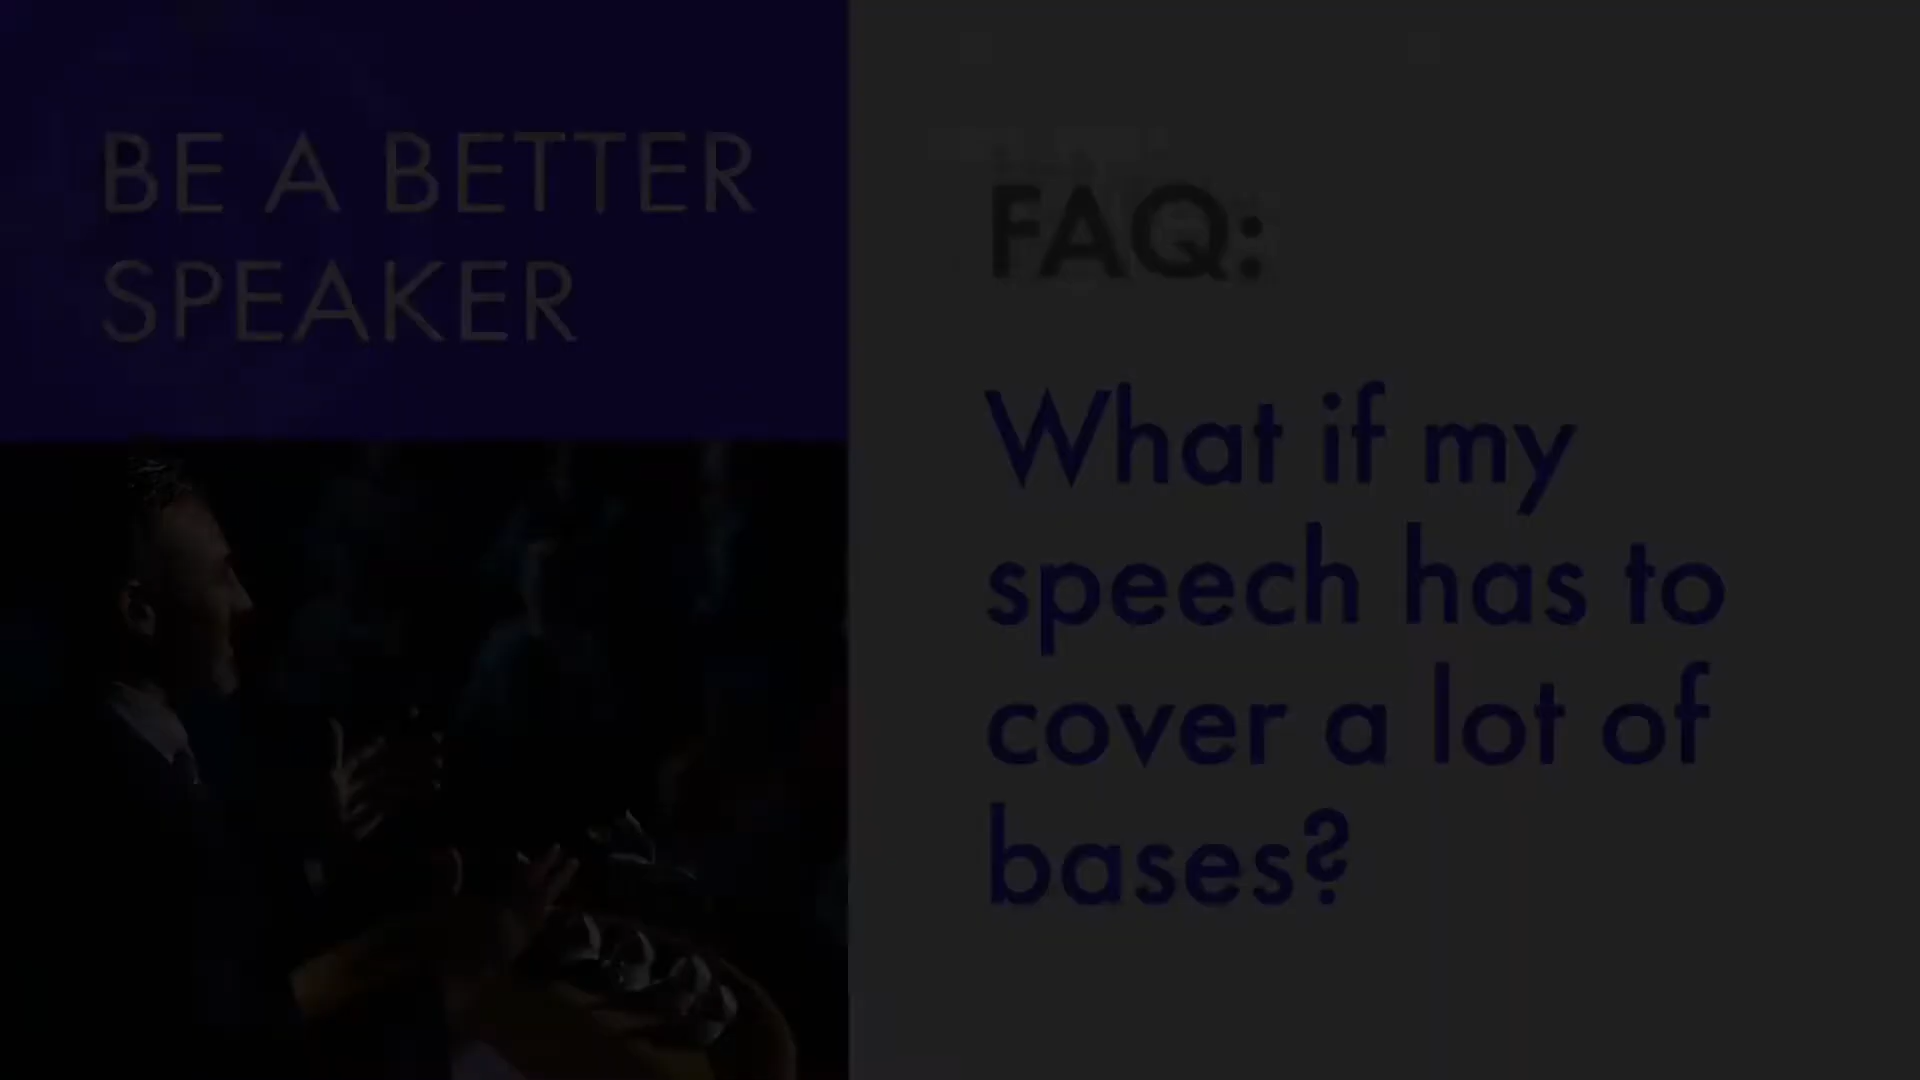 BE A BETTER
SPEAKER
FAQ:
What if my
speech has to
cover a lot of
bases?